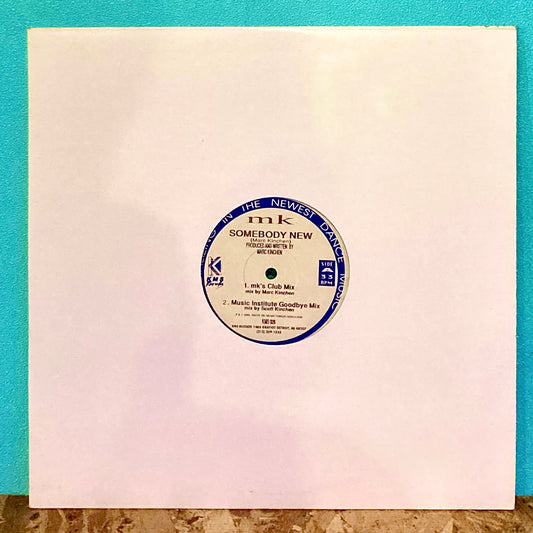 IN THE NEWEST DANCE MUSIC
mk
SOMEBODY NEW
(Marc Kinchen)
PRODUCED AND WRITTEN BY
MARC KINCHEN
KMS
Records
SIDE
A
33
RPM
1. mk's Club Mix
mix by Marc Kinchen
2. Music Institute Goodbye Mix
mix by Scott Kinchen